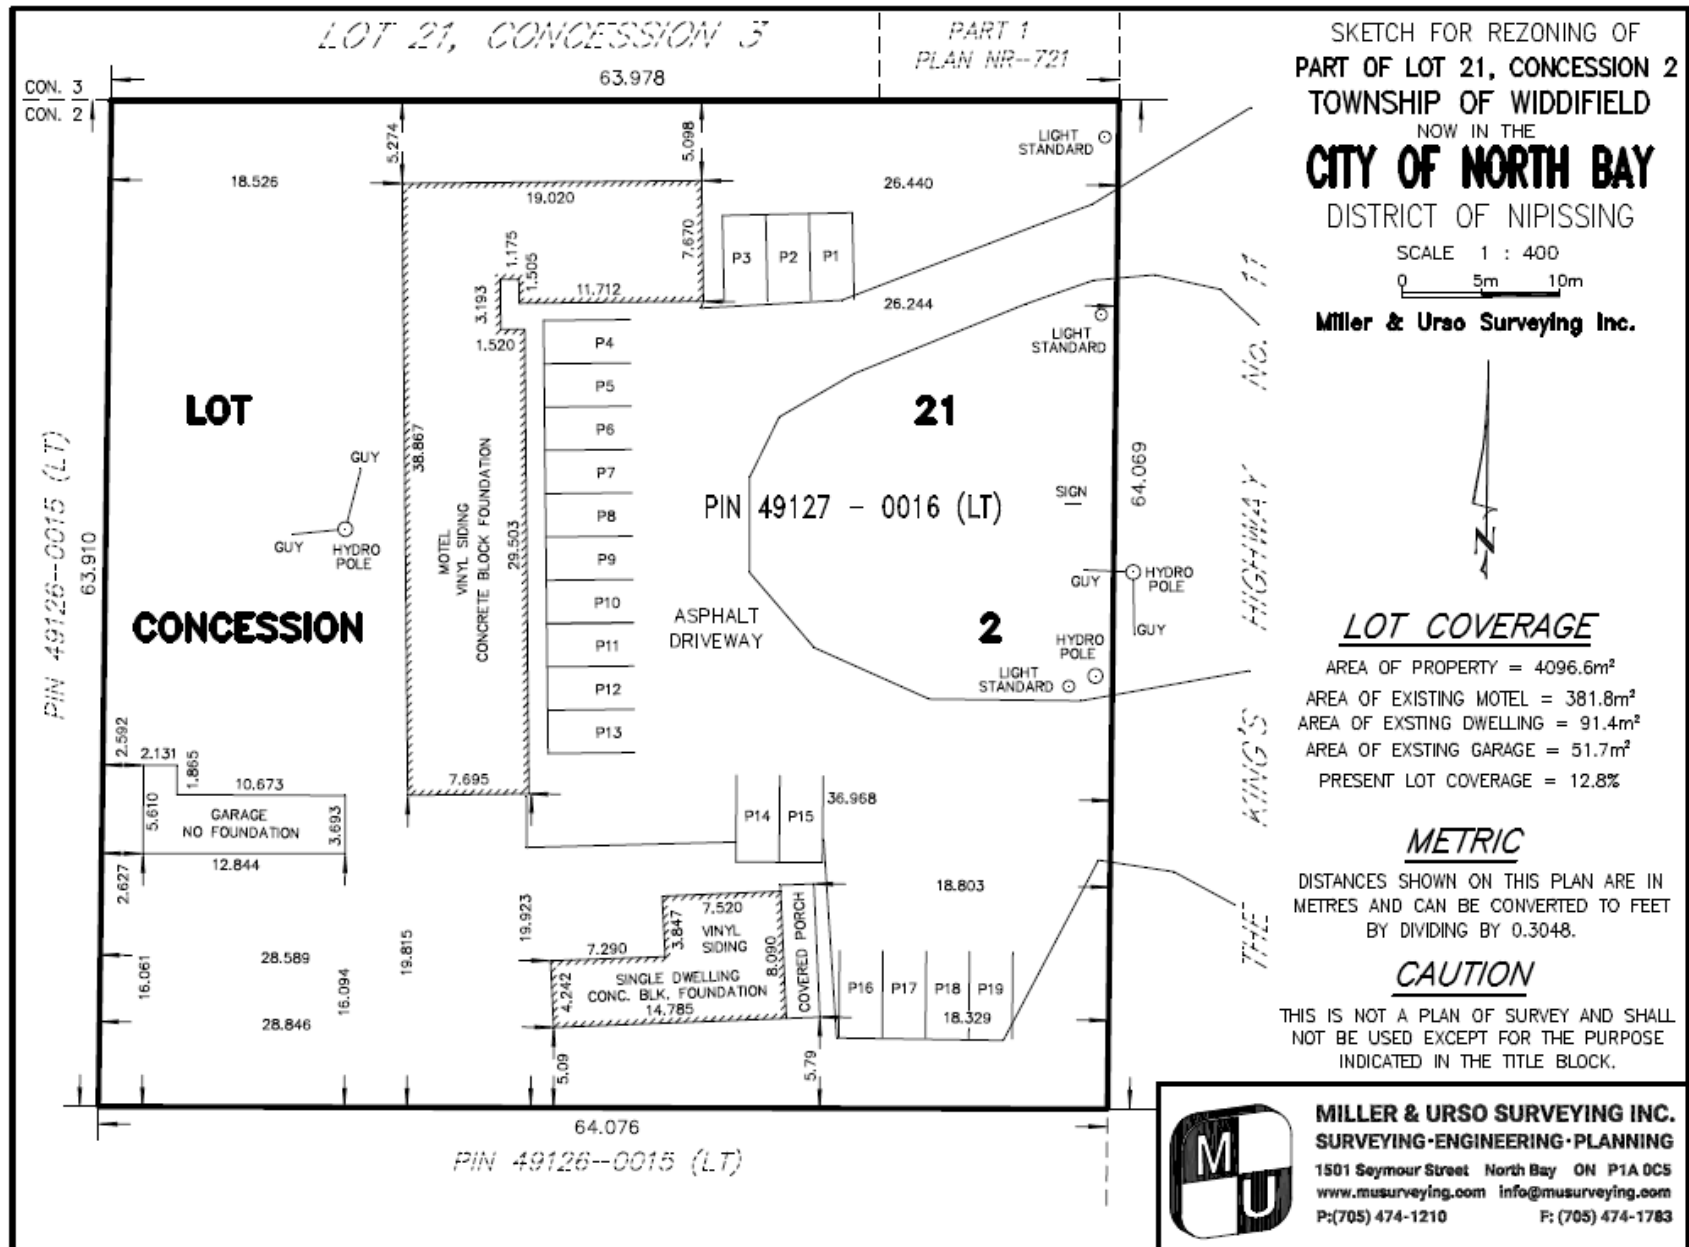 LOT 21, CONCESSION 3
PART 1
PLAN NR--721
63.978
CON. 3
CON. 2
5.274
5.098
LIGHT
STANDARD
18.526
19.020
26.440
7.670
1.175
1.505
P3
P2
P1
11.712
26.244
3.193
1.520
LIGHT
STANDARD
P4
P5
P6
P7
P8
P9
P10
P11
P12
P13
LOT
21
38.867
GUY
GUY
HYDRO
POLE
MOTEL
VINYL SIDING
CONCRETE BLOCK FOUNDATION
29.503
PIN 49127 - 0016 (LT)
SIGN
64.069
PIN 49126--0015 (LT)
63.910
GUY
HYDRO
POLE
GUY
CONCESSION
2
ASPHALT
DRIVEWAY
HYDRO
POLE
LIGHT
STANDARD
THE KING'S HIGHWAY No. 11
2.592
2.131
1.865
10.673
7.695
5.610
GARAGE
NO FOUNDATION
3.693
12.844
2.627
P14
P15
36.968
18.803
7.520
3.847
VINYL
SIDING
8.090
COVERED PORCH
19.923
7.290
28.589
16.061
16.094
19.815
4.242
SINGLE DWELLING
CONC. BLK. FOUNDATION
14.785
P16
P17
P18
P19
18.329
28.846
5.09
5.79
64.076
PIN 49126--0015 (LT)
SKETCH FOR REZONING OF
PART OF LOT 21, CONCESSION 2
TOWNSHIP OF WIDDIFIELD
NOW IN THE
CITY OF NORTH BAY
DISTRICT OF NIPISSING
SCALE 1 : 400
0 5m 10m
Miller & Urso Surveying Inc.
N
LOT COVERAGE
AREA OF PROPERTY = 4096.6m²
AREA OF EXISTING MOTEL = 381.8m²
AREA OF EXSTING DWELLING = 91.4m²
AREA OF EXSTING GARAGE = 51.7m²
PRESENT LOT COVERAGE = 12.8%
METRIC
DISTANCES SHOWN ON THIS PLAN ARE IN
METRES AND CAN BE CONVERTED TO FEET
BY DIVIDING BY 0.3048.
CAUTION
THIS IS NOT A PLAN OF SURVEY AND SHALL
NOT BE USED EXCEPT FOR THE PURPOSE
INDICATED IN THE TITLE BLOCK.
M
U
MILLER & URSO SURVEYING INC.
SURVEYING·ENGINEERING·PLANNING
1501 Seymour Street North Bay ON P1A 0C5
www.musurveying.com info@musurveying.com
P:(705) 474-1210 F: (705) 474-1783